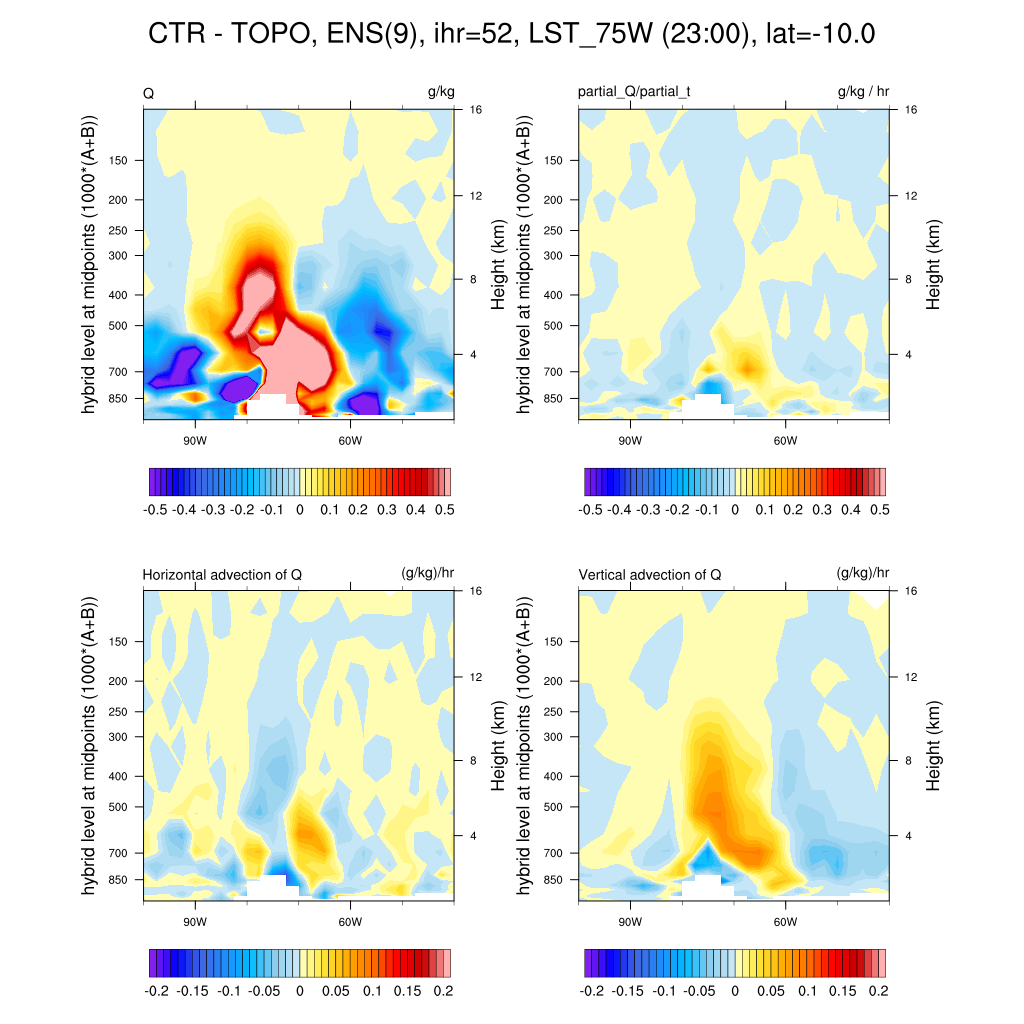 CTR - TOPO, ENS(9), ihr=52, LST_75W (23:00), lat=-10.0
Q g/kg
hybrid level at midpoints (1000*(A+B))
150
200
250
300
400
500
700
850
16
12
8
4
Height (km)
90W 60W
-0.5 -0.4 -0.3 -0.2 -0.1 0 0.1 0.2 0.3 0.4 0.5
partial_Q/partial_t g/kg / hr
hybrid level at midpoints (1000*(A+B))
150
200
250
300
400
500
700
850
16
12
8
4
Height (km)
90W 60W
-0.5 -0.4 -0.3 -0.2 -0.1 0 0.1 0.2 0.3 0.4 0.5
Horizontal advection of Q (g/kg)/hr
hybrid level at midpoints (1000*(A+B))
150
200
250
300
400
500
700
850
16
12
8
4
Height (km)
90W 60W
-0.2 -0.15 -0.1 -0.05 0 0.05 0.1 0.15 0.2
Vertical advection of Q (g/kg)/hr
hybrid level at midpoints (1000*(A+B))
150
200
250
300
400
500
700
850
16
12
8
4
Height (km)
90W 60W
-0.2 -0.15 -0.1 -0.05 0 0.05 0.1 0.15 0.2